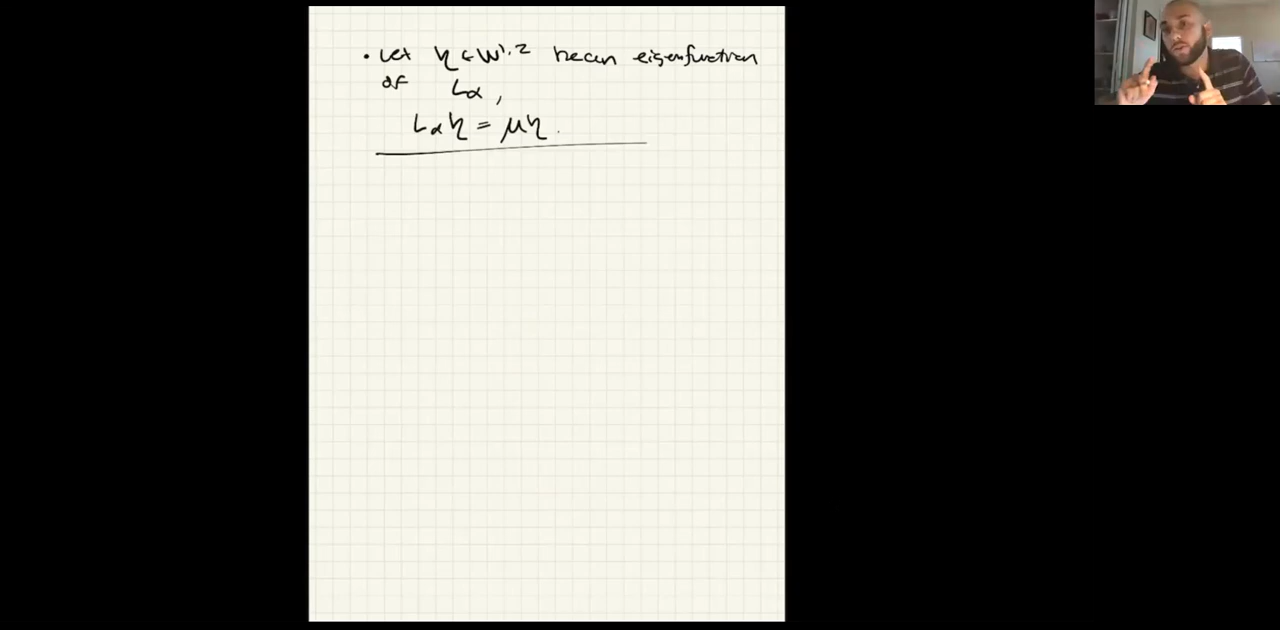 • Let η ∈ W^{1,2} be an eigenfunction
of L_α,
L_α η = μη.